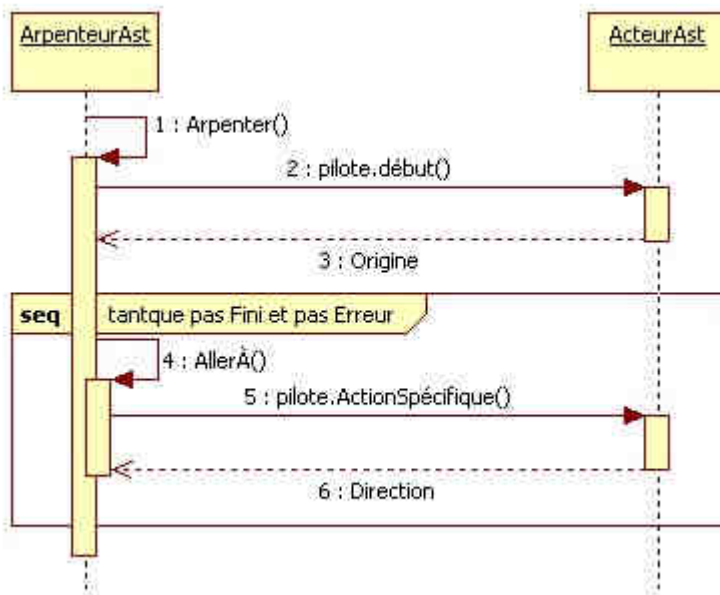 ArpenteurAst
ActeurAst
1 : Arpenter()
2 : pilote.début()
3 : Origine
seq tantque pas Fini et pas Erreur
4 : AllerÀ()
5 : pilote.ActionSpécifique()
6 : Direction